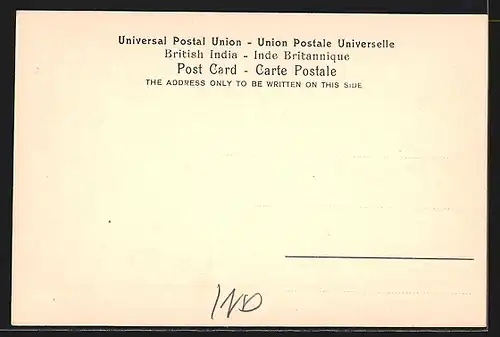 Universal Postal Union - Union Postale Universelle
British India - Inde Britannique
Post Card - Carte Postale
THE ADDRESS ONLY TO BE WRITTEN ON THIS SIDE